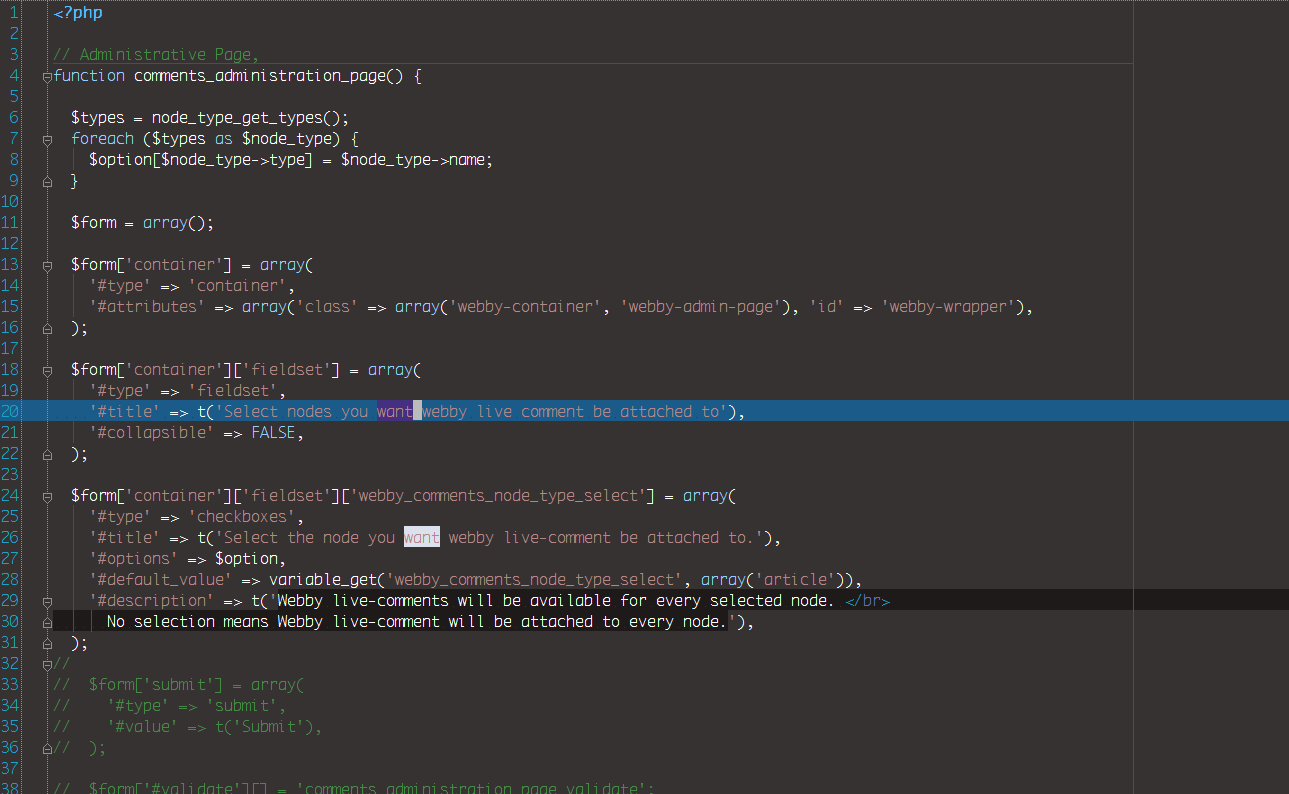 1 <?php
2
3 // Administrative Page,
4 function comments_administration_page() {
5
6   $types = node_type_get_types();
7   foreach ($types as $node_type) {
8     $option[$node_type->type] = $node_type->name;
9   }
10
11   $form = array();
12
13   $form['container'] = array(
14     '#type' => 'container',
15     '#attributes' => array('class' => array('webby-container', 'webby-admin-page'), 'id' => 'webby-wrapper'),
16   );
17
18   $form['container']['fieldset'] = array(
19     '#type' => 'fieldset',
20     '#title' => t('Select nodes you want webby live comment be attached to'),
21     '#collapsible' => FALSE,
22   );
23
24   $form['container']['fieldset']['webby_comments_node_type_select'] = array(
25     '#type' => 'checkboxes',
26     '#title' => t('Select the node you want webby live-comment be attached to.'),
27     '#options' => $option,
28     '#default_value' => variable_get('webby_comments_node_type_select', array('article')),
29     '#description' => t('Webby live-comments will be available for every selected node. </br>
30       No selection means Webby live-comment will be attached to every node.'),
31   );
32 //
33 //  $form['submit'] = array(
34 //    '#type' => 'submit',
35 //    '#value' => t('Submit'),
36 //  );
37
38 //  $form['#validate'][] = 'comments_administration_page_validate';